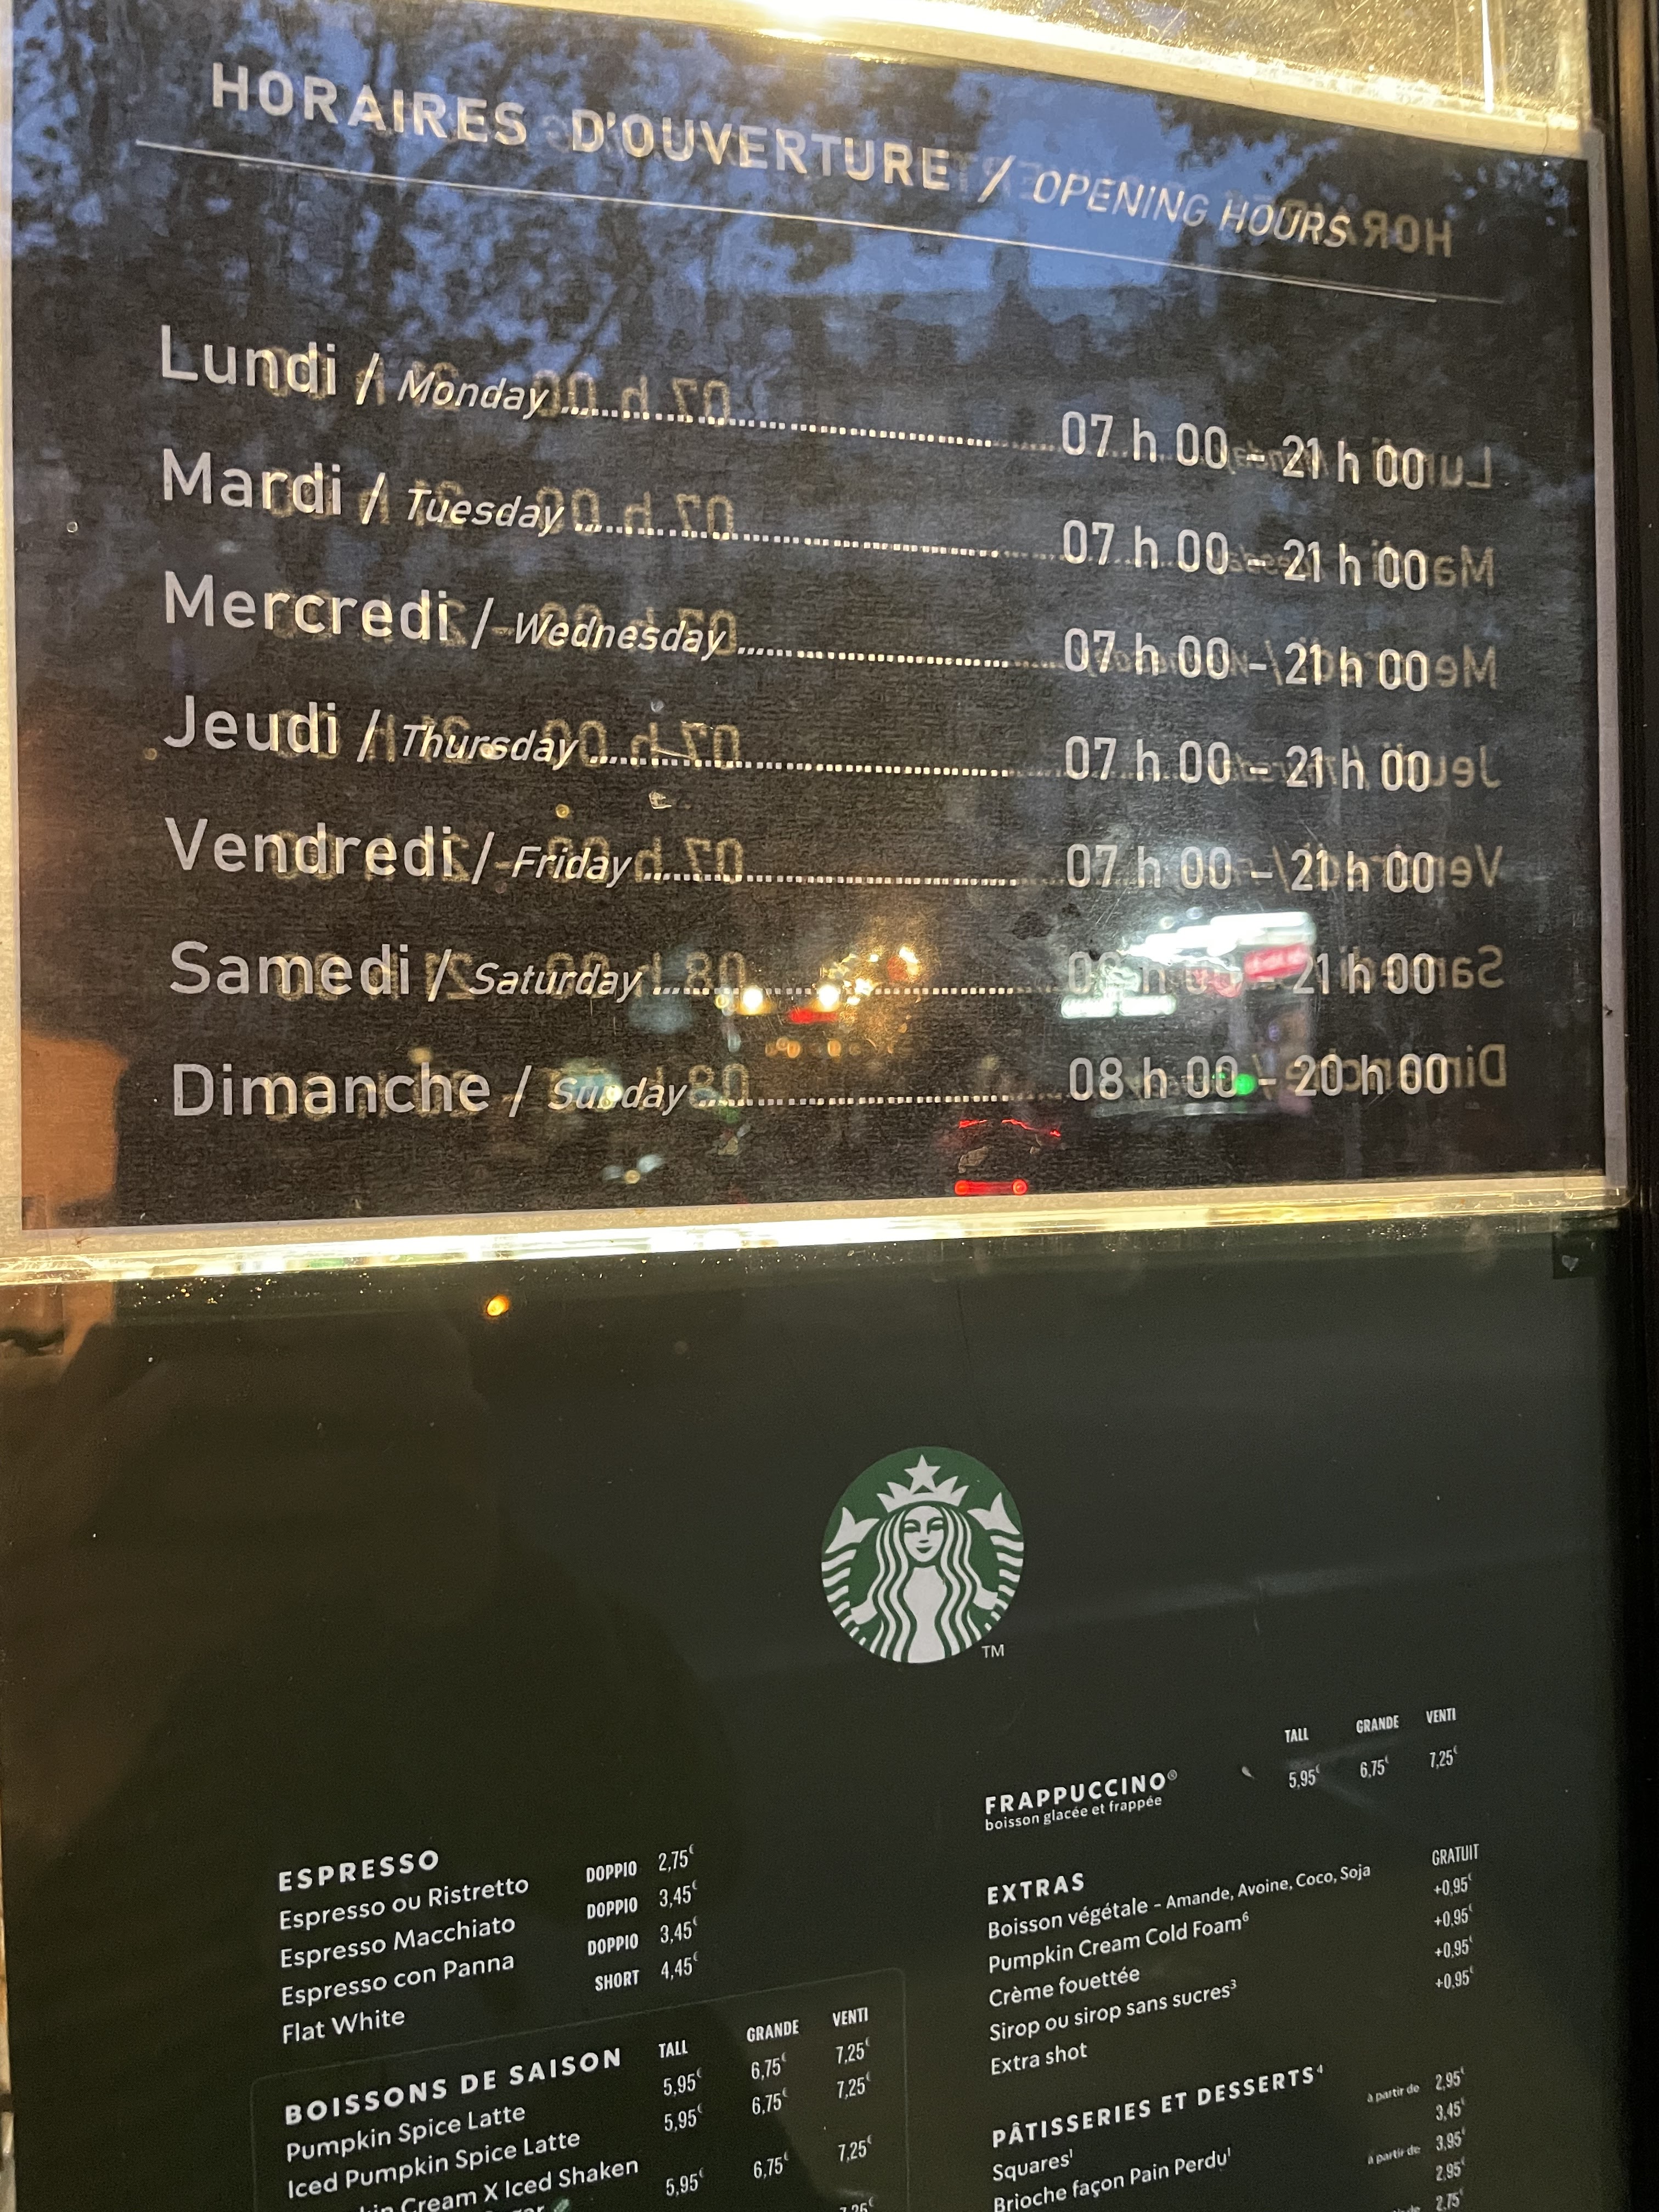 HORAIRES D'OUVERTURE / OPENING HOURS
Lundi / Monday 07 h 00 - 21 h 00
Mardi / Tuesday 07 h 00 - 21 h 00
Mercredi / Wednesday 07 h 00 - 21 h 00
Jeudi / Thursday 07 h 00 - 21 h 00
Vendredi / Friday 07 h 00 - 21 h 00
Samedi / Saturday 08 h 00 - 21 h 00
Dimanche / Sunday 08 h 00 - 20 h 00
TM
ESPRESSO
Espresso ou Ristretto DOPPIO 2,75€
Espresso Macchiato DOPPIO 3,45€
Espresso con Panna DOPPIO 3,45€
Flat White SHORT 4,45€
BOISSONS DE SAISON TALL GRANDE VENTI
Pumpkin Spice Latte 5,95€ 6,75€ 7,25€
Iced Pumpkin Spice Latte 5,95€ 6,75€ 7,25€
Cream X Iced Shaken 5,95€ 6,75€ 7,25€
TALL GRANDE VENTI
FRAPPUCCINO® 5,95€ 6,75€ 7,25€
boisson glacée et frappée
EXTRAS
Boisson végétale - Amande, Avoine, Coco, Soja GRATUIT
Pumpkin Cream Cold Foam⁶ +0,95€
Crème fouettée +0,95€
Sirop ou sirop sans sucres³ +0,95€
Extra shot +0,95€
PÂTISSERIES ET DESSERTS⁴
Squares¹ à partir de 2,95€
Brioche façon Pain Perdu¹ 3,45€
à partir de 3,95€
2,95€
2,75€